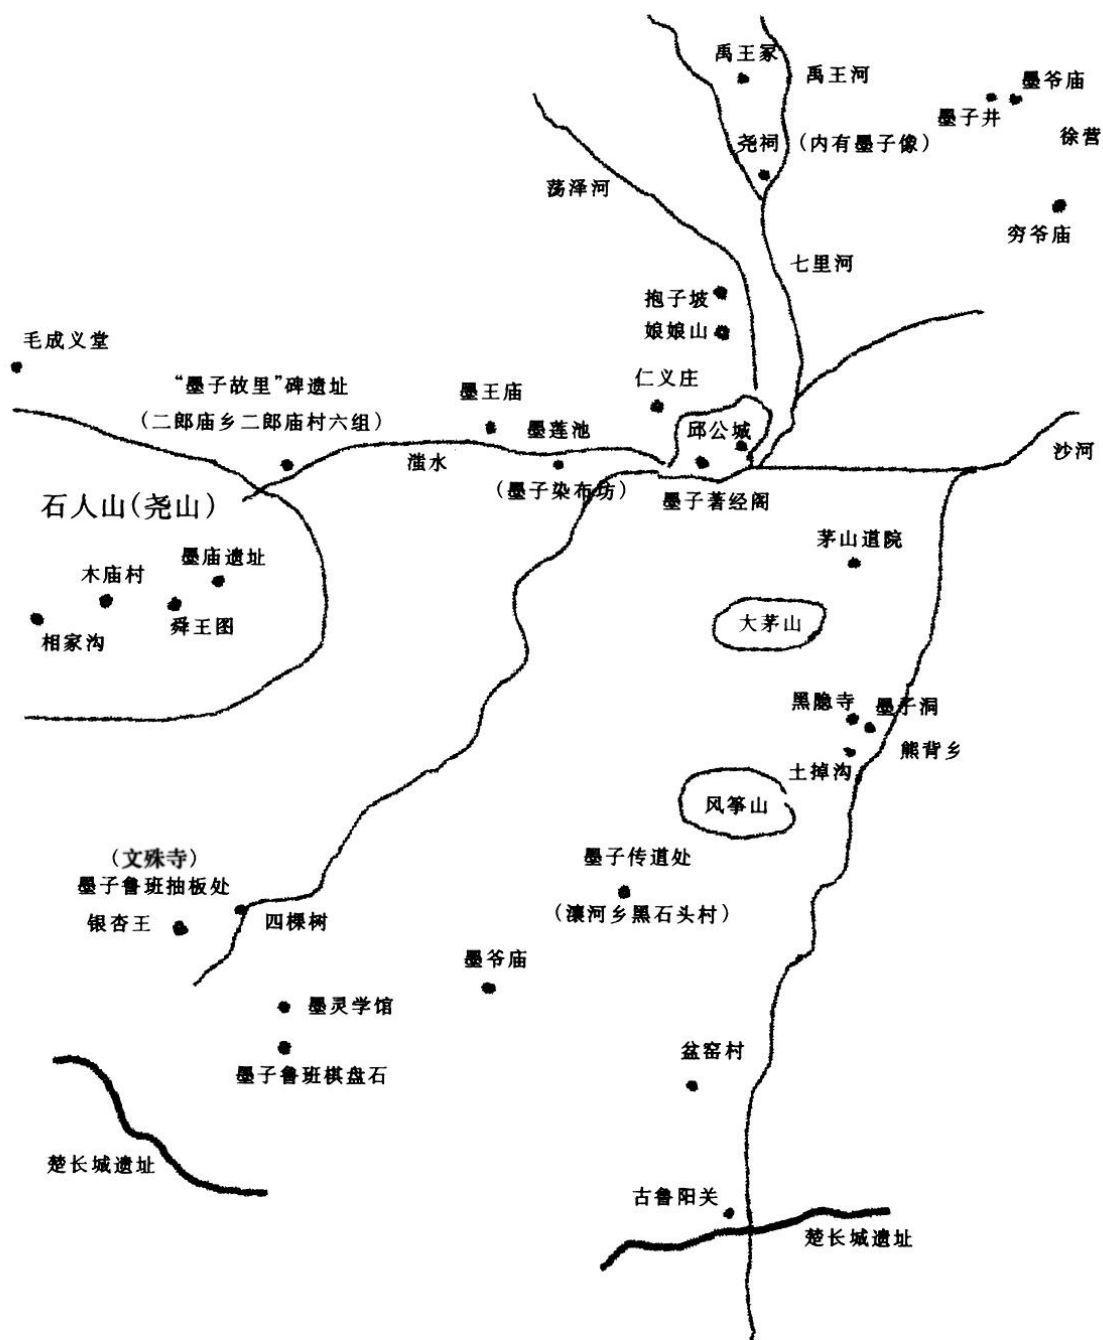 禹王冢
禹王河
墨爷庙
墨子井
徐营
尧祠（内有墨子像）
荡泽河
穷爷庙
七里河
抱子坡
娘娘山
毛成义堂
“墨子故里”碑遗址
（二郎庙乡二郎庙村六组）
墨王庙
仁义庄
墨莲池
邱公城
滍水
沙河
（墨子染布坊）
墨子著经阁
石人山（尧山）
茅山道院
墨庙遗址
木庙村
大茅山
舜王图
相家沟
黑隐寺
墨子洞
熊背乡
土掉沟
风筝山
（文殊寺）
墨子鲁班抽板处
墨子传道处
银杏王
四棵树
（瀼河乡黑石头村）
墨爷庙
墨灵学馆
盆窑村
墨子鲁班棋盘石
楚长城遗址
古鲁阳关
楚长城遗址